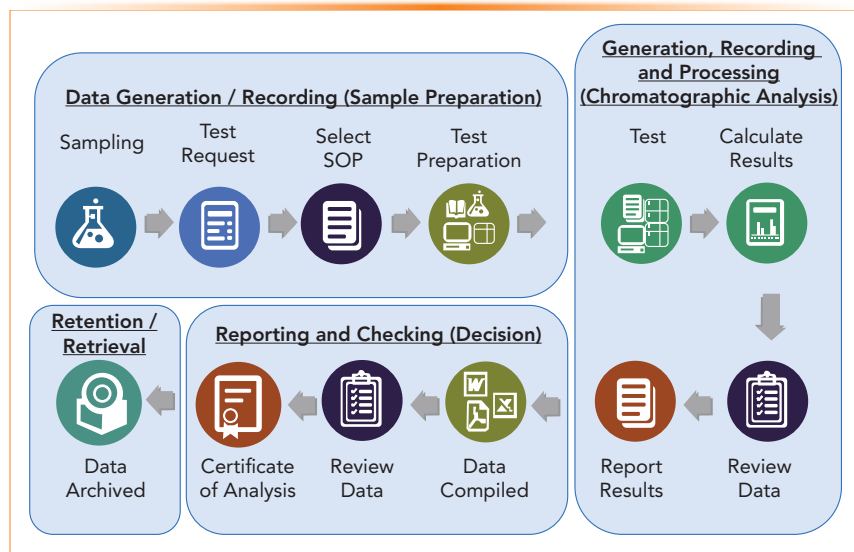 Data Generation / Recording (Sample Preparation)
Sampling
Test
Request
Select
SOP
Test
Preparation
Generation, Recording
and Processing
(Chromatographic Analysis)
Test
Calculate
Results
Review
Data
Report
Results
Reporting and Checking (Decision)
W
X
Data
Compiled
Review
Data
Certificate
of Analysis
Retention /
Retrieval
Data
Archived